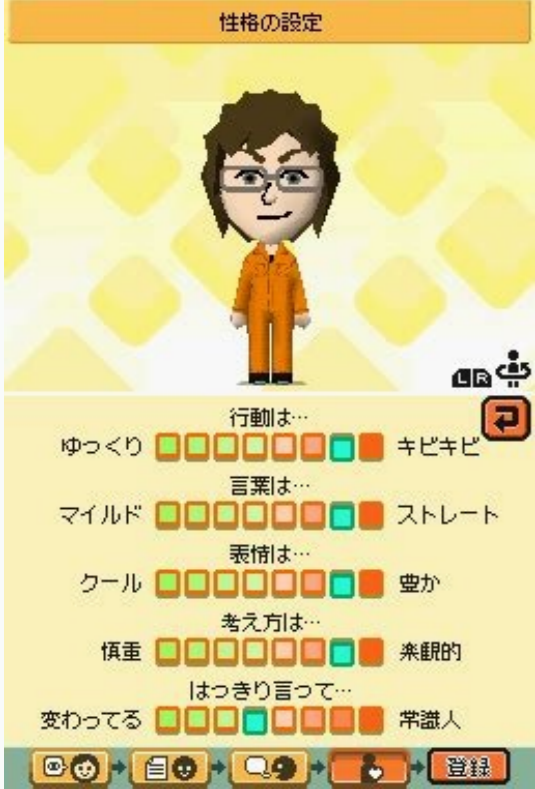 性格の設定
L R
行動は…
ゆっくり キビキビ
言葉は…
マイルド ストレート
表情は…
クール 豊か
考え方は…
慎重 楽観的
はっきり言って…
変わってる 常識人
登録